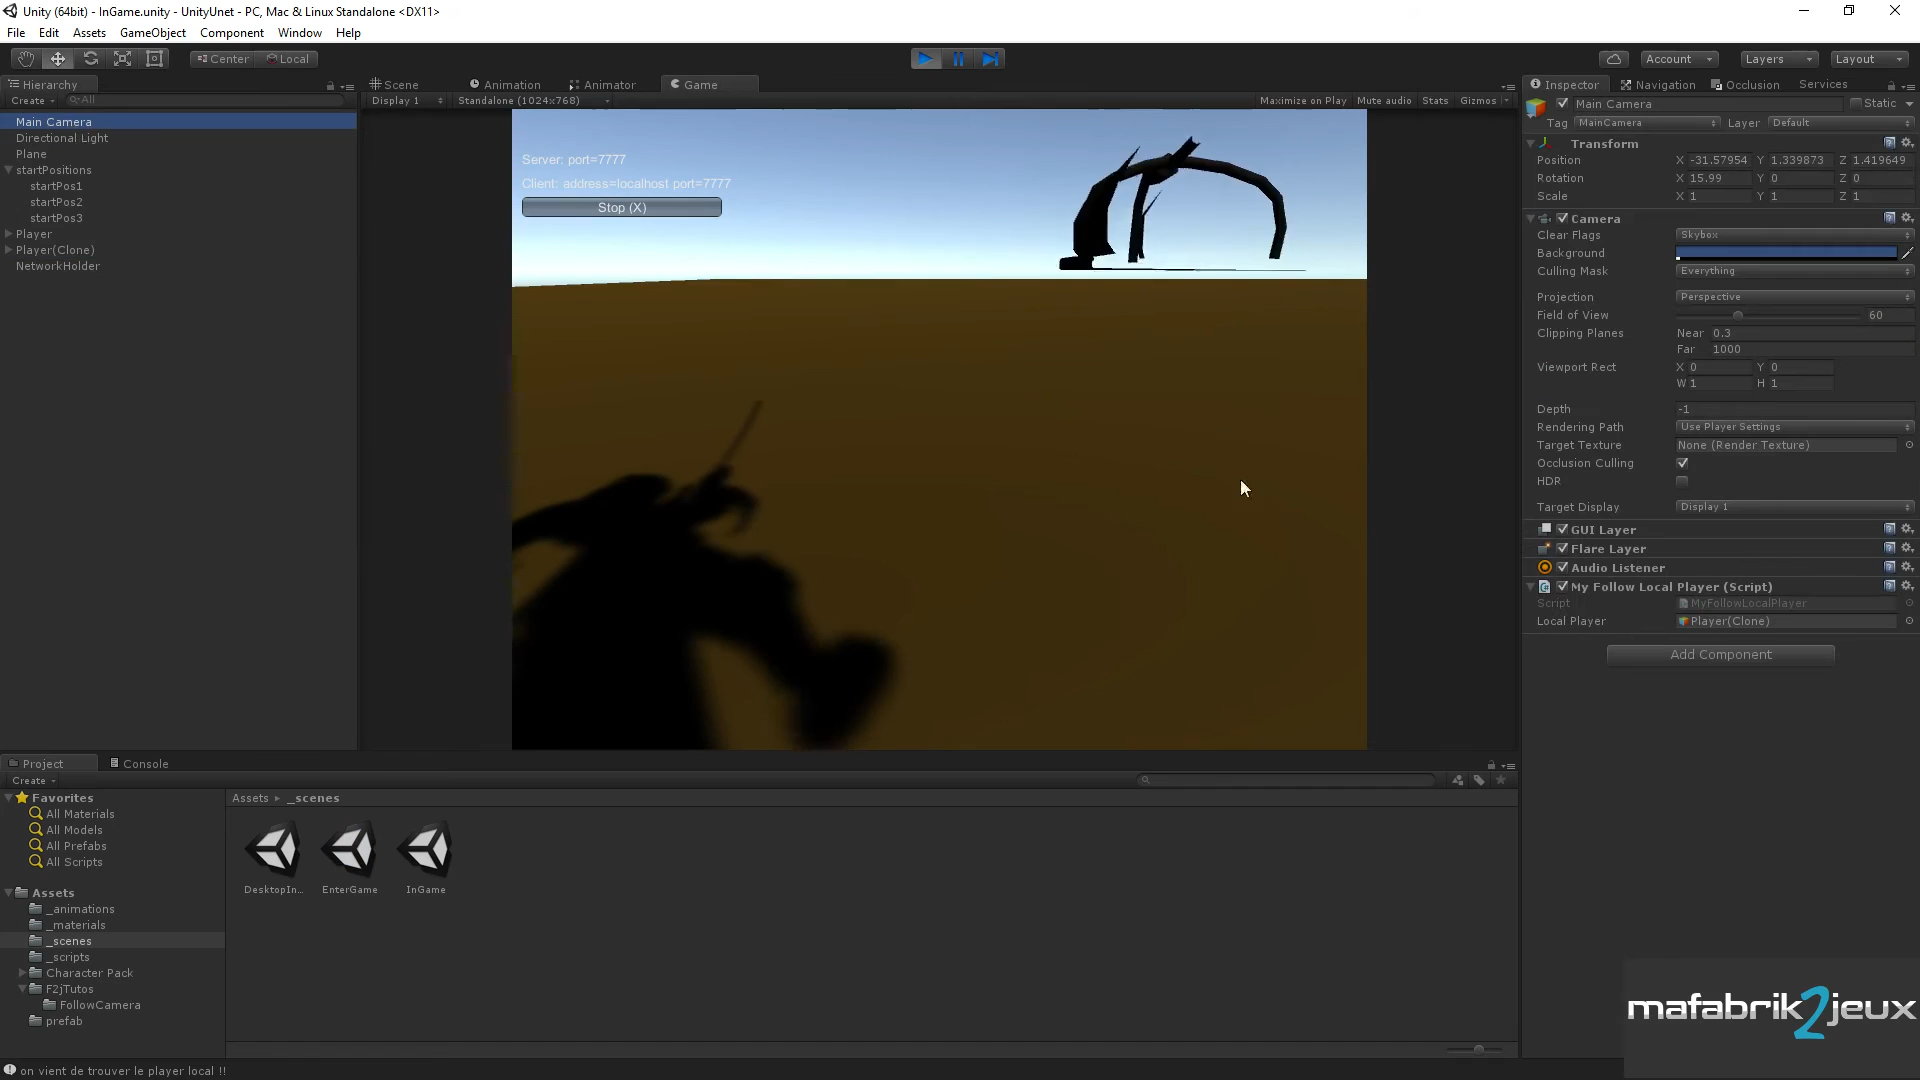 Unity (64bit) - InGame.unity - UnityUnet - PC, Mac & Linux Standalone <DX11>
File Edit Assets GameObject Component Window Help
Center Local Account Layers Layout
Hierarchy
Create All
Main Camera
Directional Light
Plane
startPositions
startPos1
startPos2
startPos3
Player
Player(Clone)
NetworkHolder
Scene Animation Animator Game
Display 1 Standalone (1024x768) Maximize on Play Mute audio Stats Gizmos
Server: port=7777
Client: address=localhost port=7777
Stop (X)
Inspector Navigation Occlusion Services
Main Camera Static
Tag MainCamera Layer Default
Transform
Position X -31.57954 Y 1.339873 Z 1.419649
Rotation X 15.99 Y 0 Z 0
Scale X 1 Y 1 Z 1
Camera
Clear Flags Skybox
Background
Culling Mask Everything
Projection Perspective
Field of View 60
Clipping Planes Near 0.3
Far 1000
Viewport Rect X 0 Y 0
W 1 H 1
Depth -1
Rendering Path Use Player Settings
Target Texture None (Render Texture)
Occlusion Culling
HDR
Target Display Display 1
GUI Layer
Flare Layer
Audio Listener
My Follow Local Player (Script)
Script MyFollowLocalPlayer
Local Player Player(Clone)
Add Component
Project Console
Create
Favorites
All Materials
All Models
All Prefabs
All Scripts
Assets
_animations
_materials
_scenes
_scripts
Character Pack
F2jTutos
FollowCamera
prefab
Assets _scenes
DesktopIn... EnterGame InGame
mafabrik2jeux
on vient de trouver le player local !!